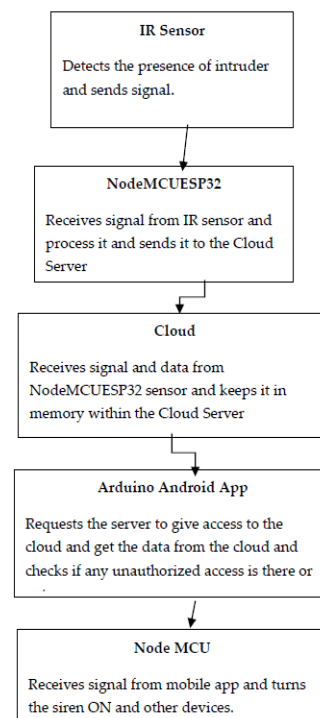 IR Sensor
Detects the presence of intruder
and sends signal.
NodeMCUESP32
Receives signal from IR sensor and
process it and sends it to the Cloud
Server
Cloud
Receives signal and data from
NodeMCUESP32 sensor and keeps it in
memory within the Cloud Server
Arduino Android App
Requests the server to give access to the
cloud and get the data from the cloud and
checks if any unauthorized access is there or
Node MCU
Receives signal from mobile app and turns
the siren ON and other devices.